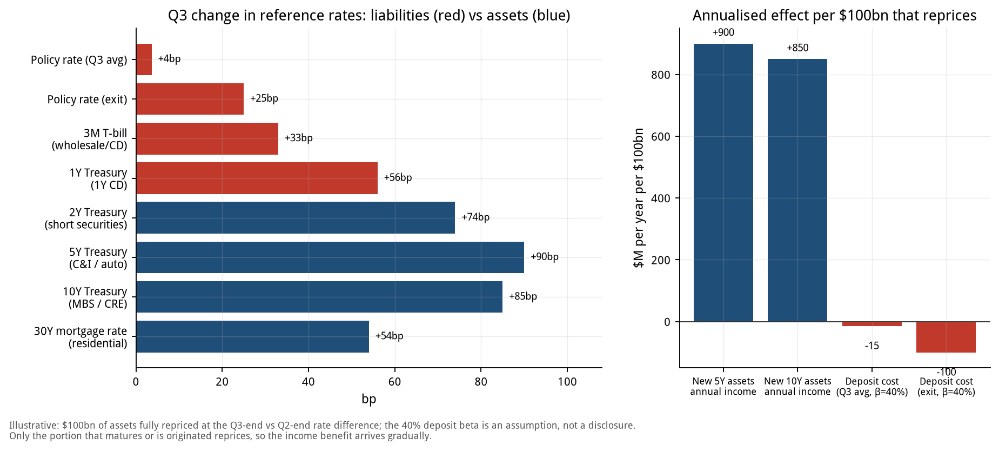 Q3 change in reference rates: liabilities (red) vs assets (blue)
Policy rate (Q3 avg)
+4bp
Policy rate (exit)
+25bp
3M T-bill
(wholesale/CD)
+33bp
1Y Treasury
(1Y CD)
+56bp
2Y Treasury
(short securities)
+74bp
5Y Treasury
(C&I / auto)
+90bp
10Y Treasury
(MBS / CRE)
+85bp
30Y mortgage rate
(residential)
+54bp
0
20
40
60
80
100
bp
Annualised effect per $100bn that reprices
$M per year per $100bn
800
600
400
200
0
+900
+850
-15
-100
New 5Y assets
annual income
New 10Y assets
annual income
Deposit cost
(Q3 avg, β=40%)
Deposit cost
(exit, β=40%)
Illustrative: $100bn of assets fully repriced at the Q3-end vs Q2-end rate difference; the 40% deposit beta is an assumption, not a disclosure.
Only the portion that matures or is originated reprices, so the income benefit arrives gradually.